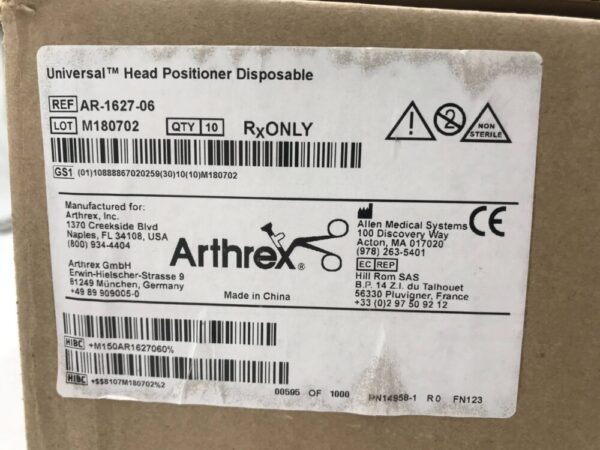 Universal™ Head Positioner Disposable
REF AR-1627-06
LOT M180702 QTY 10 RxONLY
NON STERILE
GS1 (01)10888867020259(30)10(10)M180702
Manufactured for:
Arthrex, Inc.
1370 Creekside Blvd
Naples, FL 34108, USA
(800) 934-4404
Arthrex GmbH
Erwin-Hielscher-Strasse 9
81249 München, Germany
+49 89 909005-0
Arthrex®
Made in China
Allen Medical Systems
100 Discovery Way
Acton, MA 017020
(978) 263-5401
CE
EC REP
Hill Rom SAS
B.P. 14 Z.I. du Talhouet
56330 Pluvigner, France
+33 (0)2 97 50 92 12
HIBC +M150AR1627060%
HIBC +$$8107M180702%2
00595 OF 1000 PN14958-1 R0 FN123